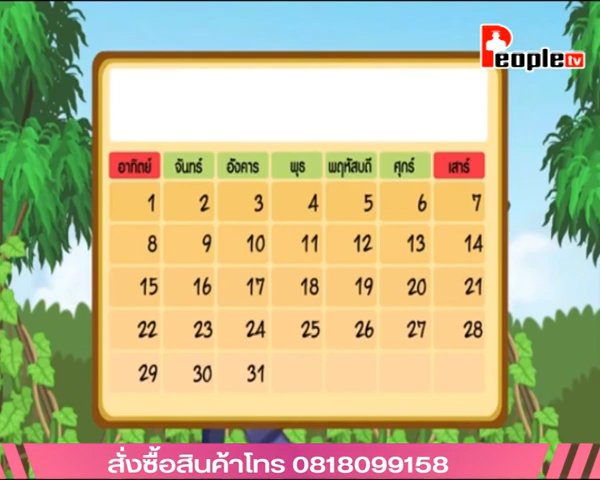 People tv
อาทิตย์ จันทร์ อังคาร พุธ พฤหัสบดี ศุกร์ เสาร์
1 2 3 4 5 6 7
8 9 10 11 12 13 14
15 16 17 18 19 20 21
22 23 24 25 26 27 28
29 30 31
สั่งซื้อสินค้าโทร 0818099158